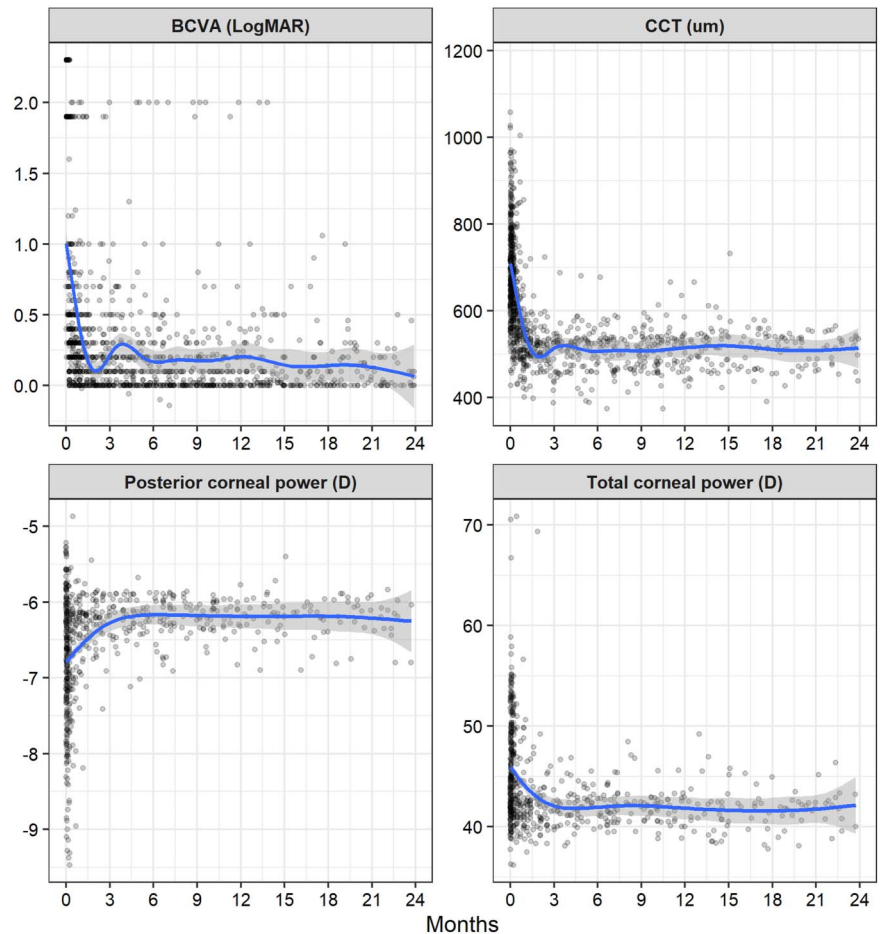 BCVA (LogMAR)
CCT (um)
2.0
1.5
1.0
0.5
0.0
0 3 6 9 12 15 18 21 24
1200
1000
800
600
400
0 3 6 9 12 15 18 21 24
Posterior corneal power (D)
Total corneal power (D)
-5
-6
-7
-8
-9
0 3 6 9 12 15 18 21 24
70
60
50
40
0 3 6 9 12 15 18 21 24
Months